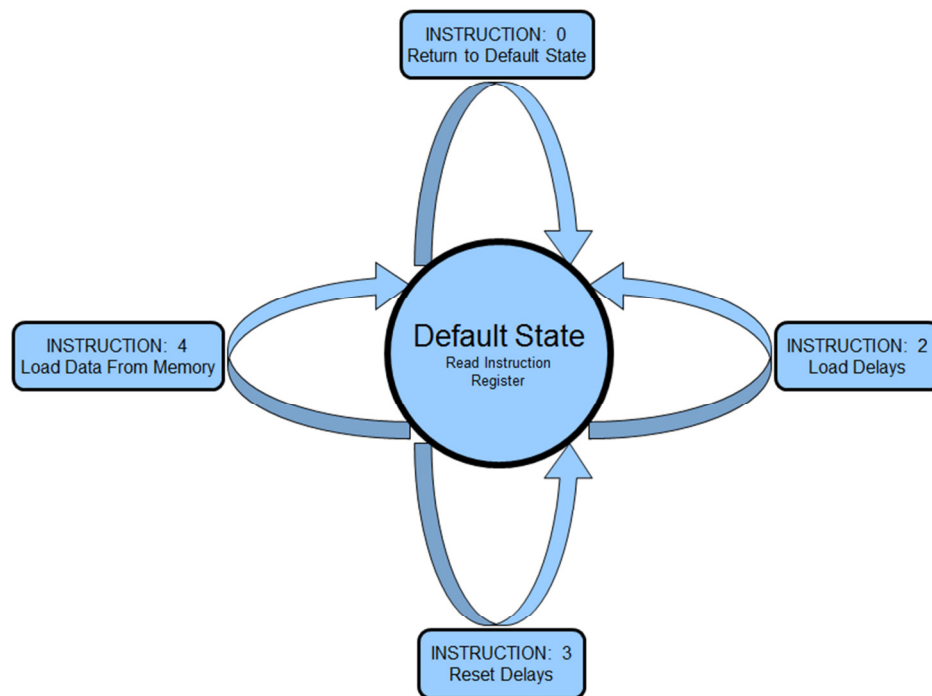 INSTRUCTION: 0
Return to Default State
INSTRUCTION: 4
Load Data From Memory
Default State
Read Instruction
Register
INSTRUCTION: 2
Load Delays
INSTRUCTION: 3
Reset Delays